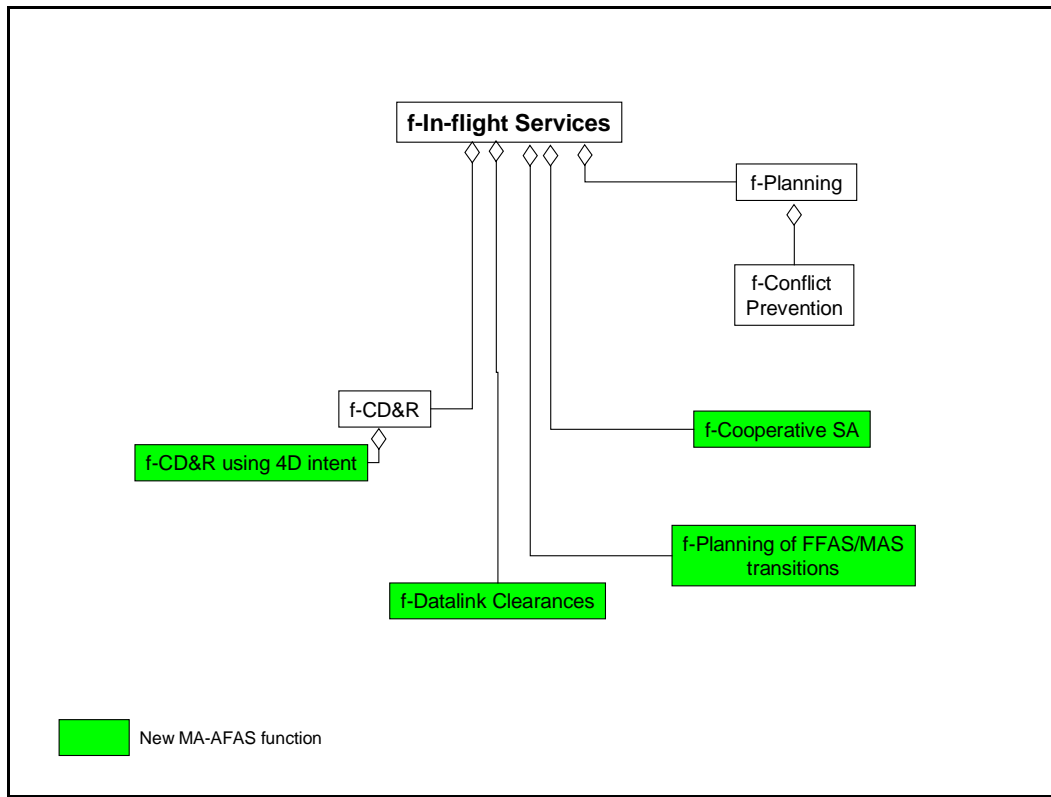 f-In-flight Services
f-Planning
f-Conflict
Prevention
f-CD&R
f-CD&R using 4D intent
f-Cooperative SA
f-Planning of FFAS/MAS
transitions
f-Datalink Clearances
New MA-AFAS function